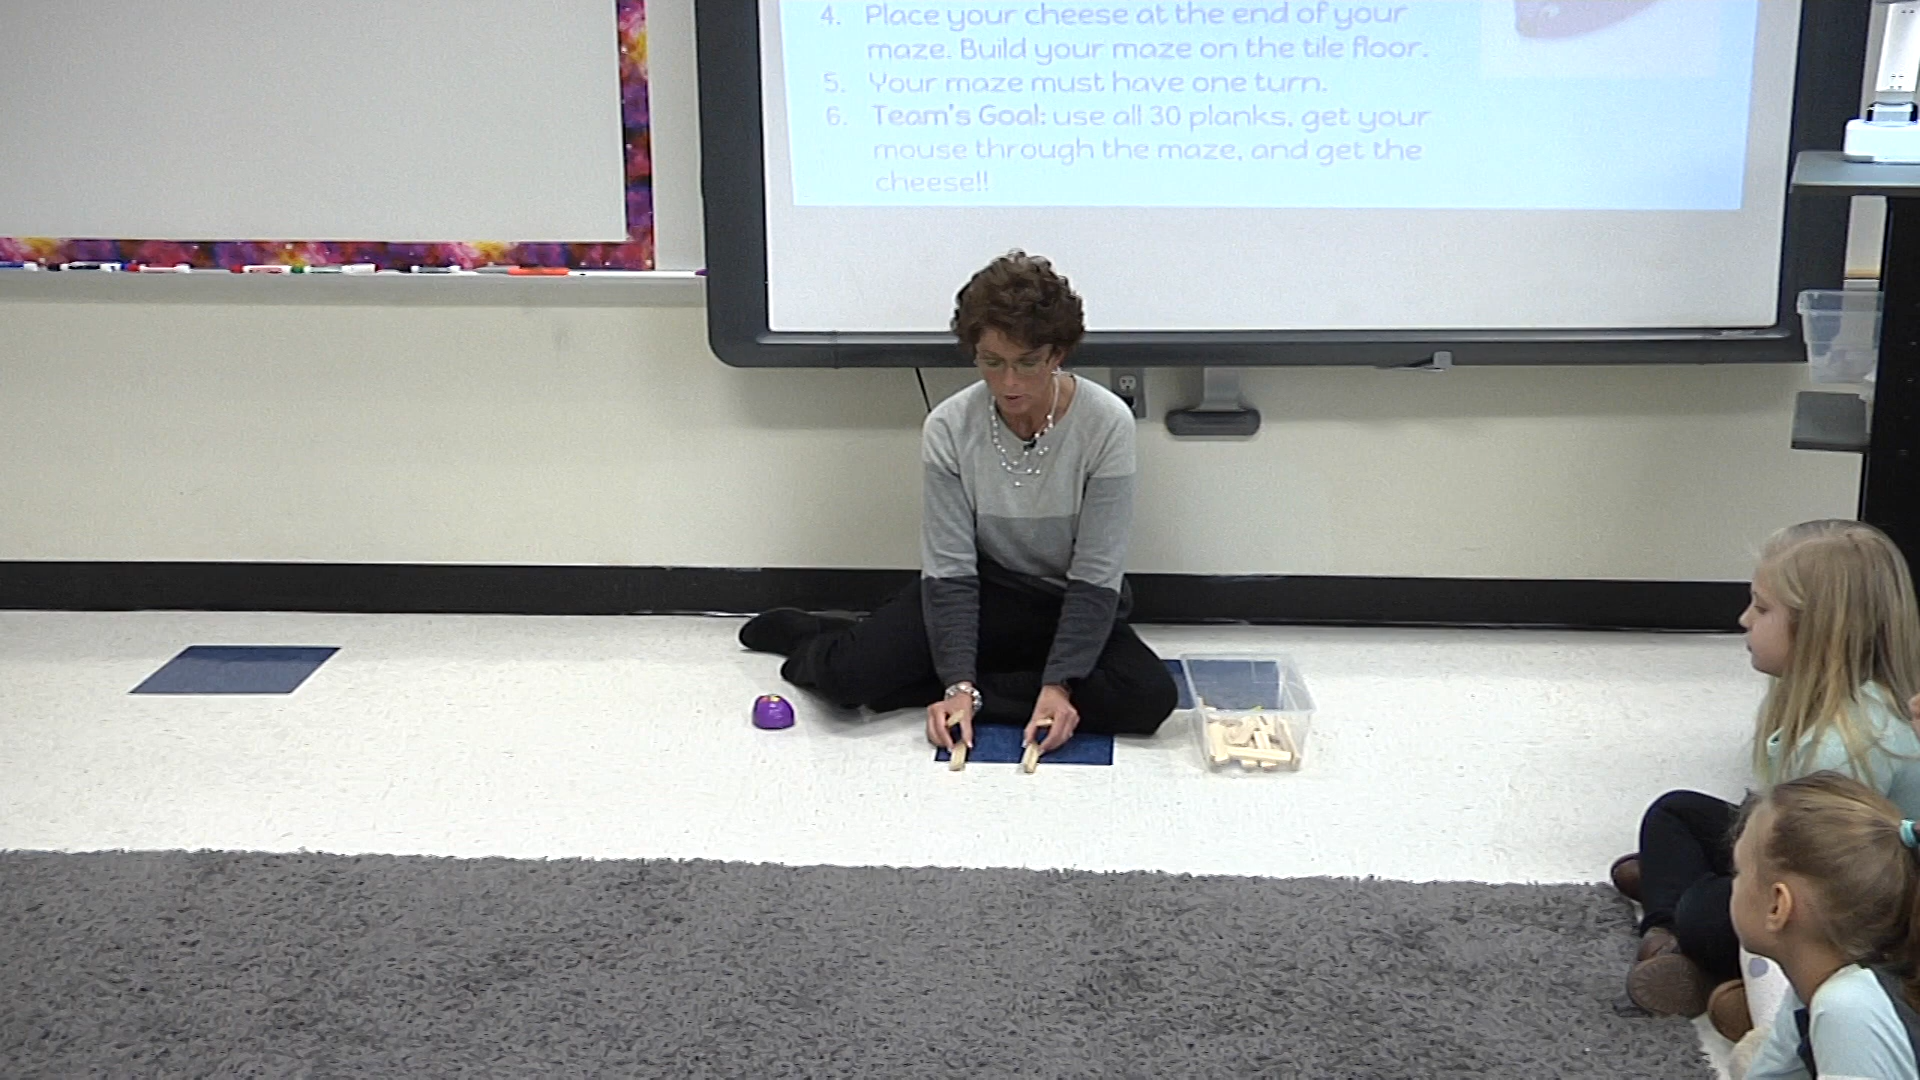 4. Place your cheese at the end of your
maze. Build your maze on the tile floor.
5. Your maze must have one turn.
6. Team's Goal: use all 30 planks, get your
mouse through the maze, and get the
cheese!!